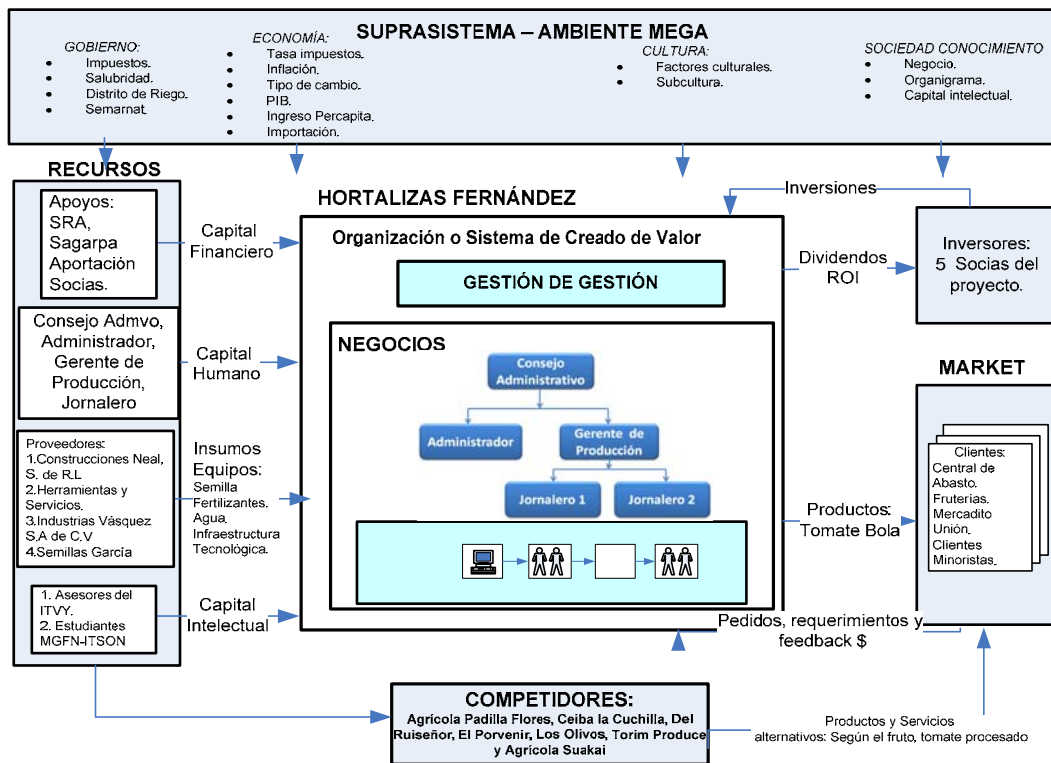 SUPRASISTEMA – AMBIENTE MEGA
GOBIERNO:
• Impuestos.
• Salubridad.
• Distrito de Riego.
• Semarnat.
ECONOMÍA:
• Tasa impuestos.
• Inflación.
• Tipo de cambio.
• PIB.
• Ingreso Percapita.
• Importación.
CULTURA:
• Factores culturales.
• Subcultura.
SOCIEDAD CONOCIMIENTO
• Negocio.
• Organigrama.
• Capital intelectual.
RECURSOS
Apoyos:
SRA,
Sagarpa
Aportación
Socias.
Capital
Financiero
Consejo Admvo,
Administrador,
Gerente de
Producción,
Jornalero
Capital
Humano
Proveedores:
1.Construcciones Neal,
S. de R.L
2.Herramientas y
Servicios.
3.Industrias Vásquez
S.A de C.V
4.Semillas García
Insumos
Equipos:
Semilla
Fertilizantes.
Agua.
Infraestructura
Tecnológica.
1. Asesores del
ITVY.
2. Estudiantes
MGFN-ITSON
Capital
Intelectual
HORTALIZAS FERNÁNDEZ
Organización o Sistema de Creado de Valor
GESTIÓN DE GESTIÓN
NEGOCIOS
Consejo
Administrativo
Administrador
Gerente de
Producción
Jornalero 1
Jornalero 2
Inversiones
Dividendos
ROI
Inversores:
5 Socias del
proyecto.
MARKET
Productos:
Tomate Bola
Clientes:
Central de
Abasto.
Fruterias.
Mercadito
Unión.
Clientes
Minoristas.
Pedidos, requerimientos y
feedback $
COMPETIDORES:
Agrícola Padilla Flores, Ceiba la Cuchilla, Del
Ruiseñor, El Porvenir, Los Olivos, Torim Produce
y Agrícola Suakai
Productos y Servicios
alternativos: Según el fruto, tomate procesado